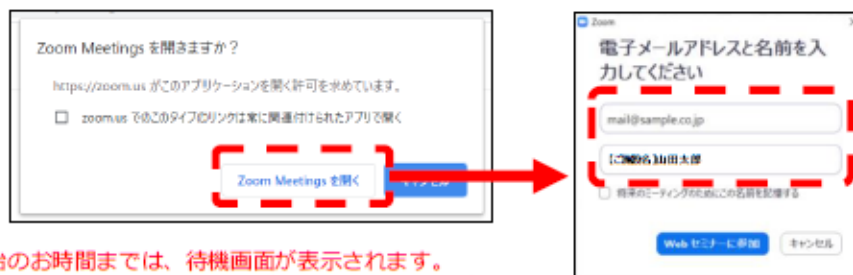 Zoom Meetings を開きますか？
https://zoom.us がこのアプリケーションを開く許可を求めています。
zoom.us でのこのタイプのリンクは常に関連付けられたアプリで開く
Zoom Meetings を開く
キャンセル
Zoom
電子メールアドレスと名前を入
力してください
mail@sample.co.jp
山田太郎
将来のミーティングのためにこの名前を記憶する
Web セミナーに参加 キャンセル
のお時間までは、待機画面が表示されます。